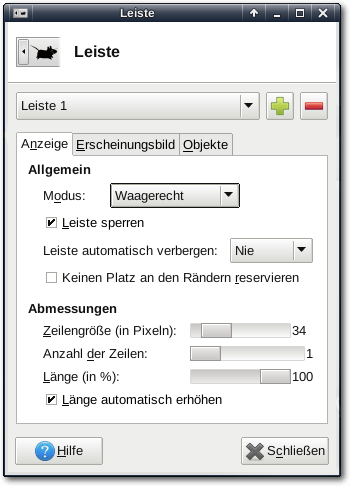 Leiste
Leiste
Leiste 1
Anzeige Erscheinungsbild Objekte
Allgemein
Modus: Waagerecht
Leiste sperren
Leiste automatisch verbergen: Nie
Keinen Platz an den Rändern reservieren
Abmessungen
Zeilengröße (in Pixeln): 34
Anzahl der Zeilen: 1
Länge (in %): 100
Länge automatisch erhöhen
Hilfe Schließen